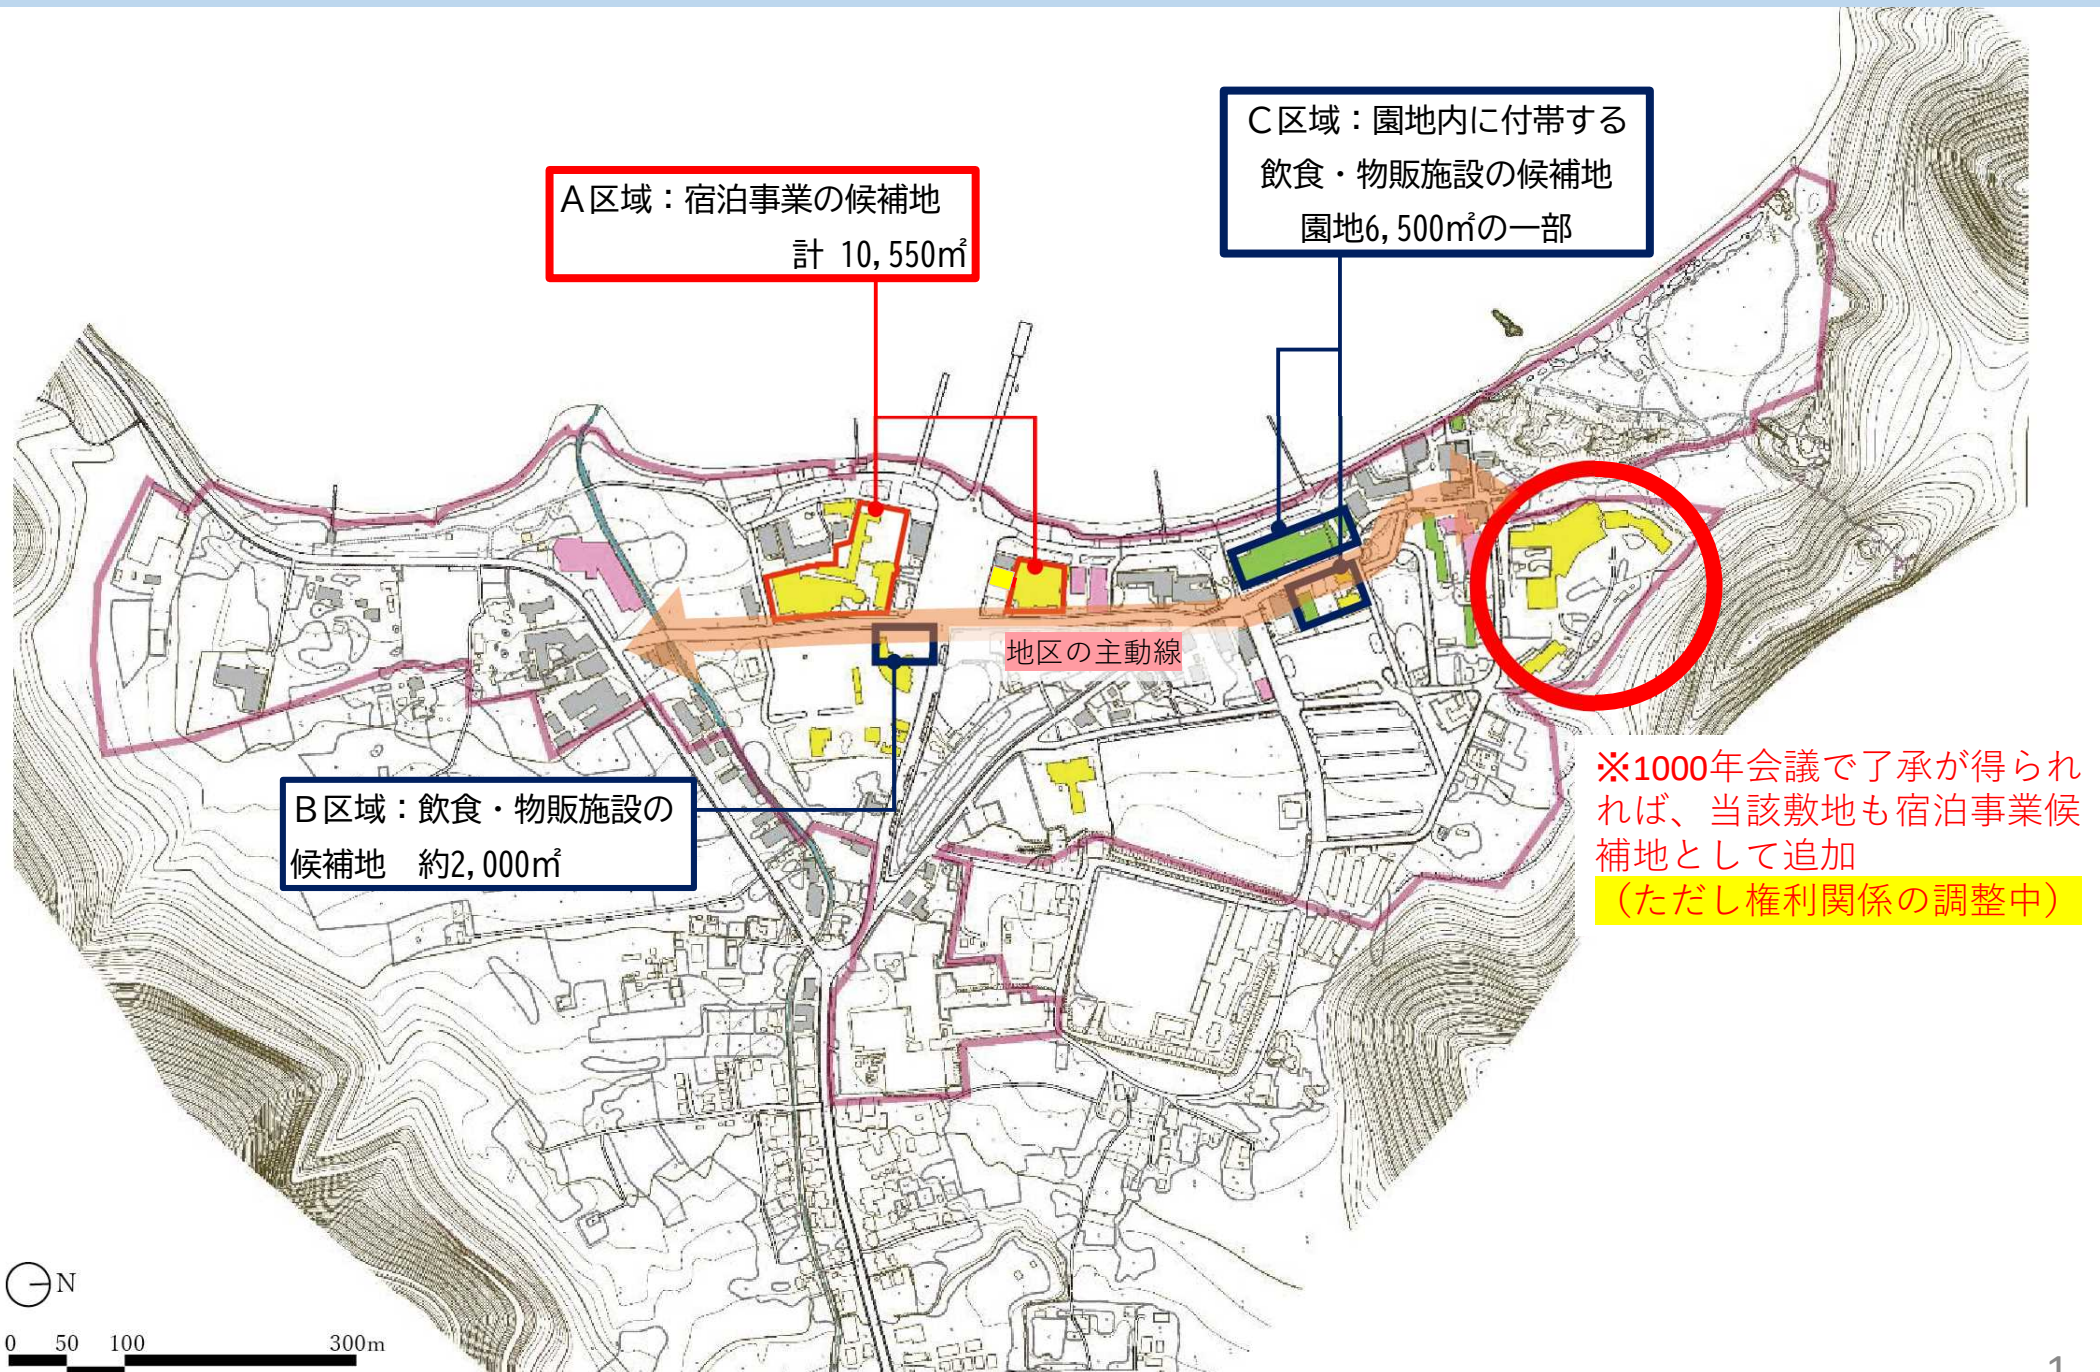 C区域：園地内に付帯する
飲食・物販施設の候補地
園地6,500㎡の一部
A区域：宿泊事業の候補地
計 10,550㎡
地区の主動線
B区域：飲食・物販施設の
候補地　約2,000㎡
※1000年会議で了承が得られ
れば、当該敷地も宿泊事業候
補地として追加
（ただし権利関係の調整中）
N
0 50 100 300m
1